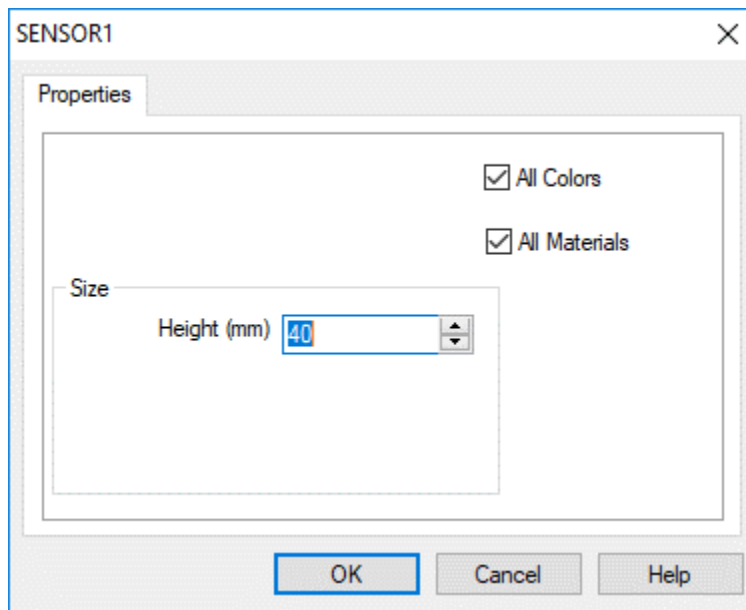 SENSOR1
Properties
All Colors
All Materials
Size
Height (mm) 40
OK Cancel Help